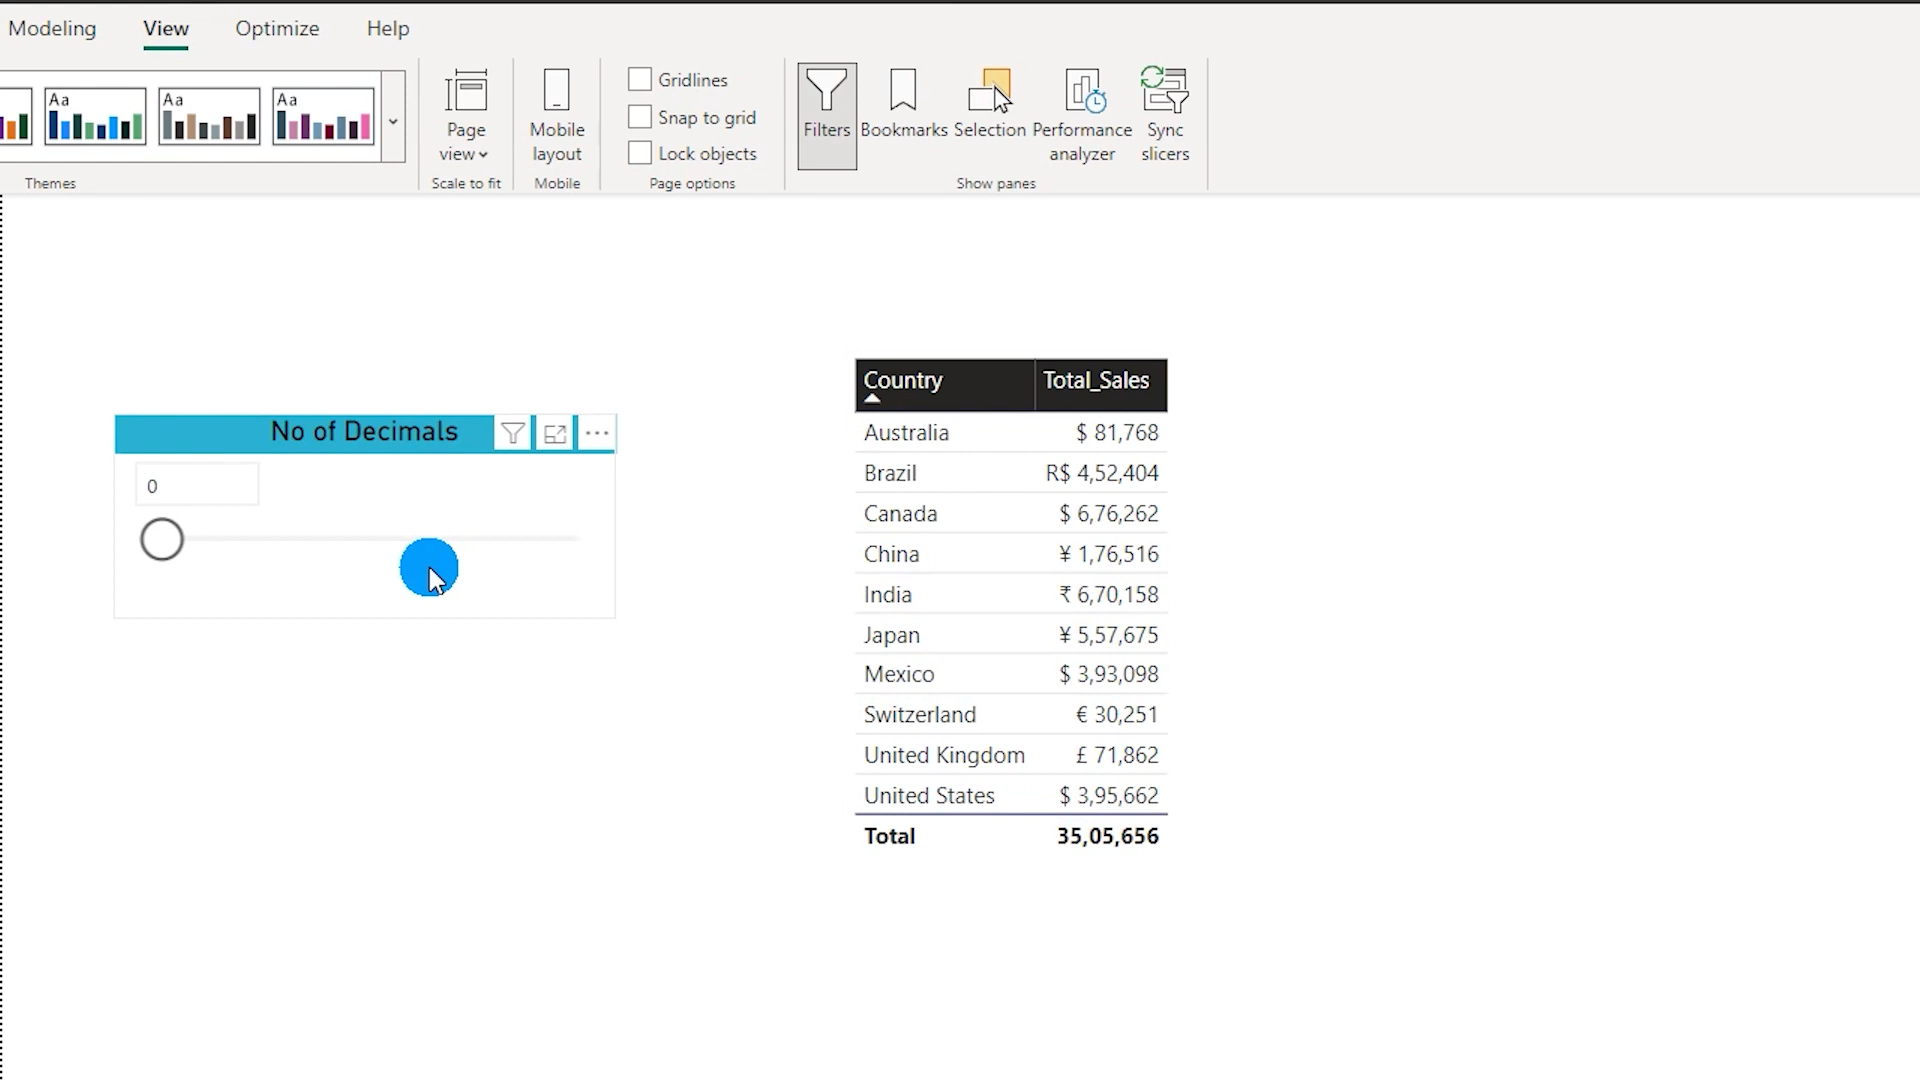 Modeling View Optimize Help
Aa Aa Aa
Themes
Page view
Scale to fit
Mobile layout
Mobile
Gridlines
Snap to grid
Lock objects
Page options
Filters
Bookmarks
Selection
Performance analyzer
Sync slicers
Show panes
No of Decimals
0
Country Total_Sales
Australia $ 81,768
Brazil R$ 4,52,404
Canada $ 6,76,262
China ¥ 1,76,516
India ₹ 6,70,158
Japan ¥ 5,57,675
Mexico $ 3,93,098
Switzerland € 30,251
United Kingdom £ 71,862
United States $ 3,95,662
Total 35,05,656